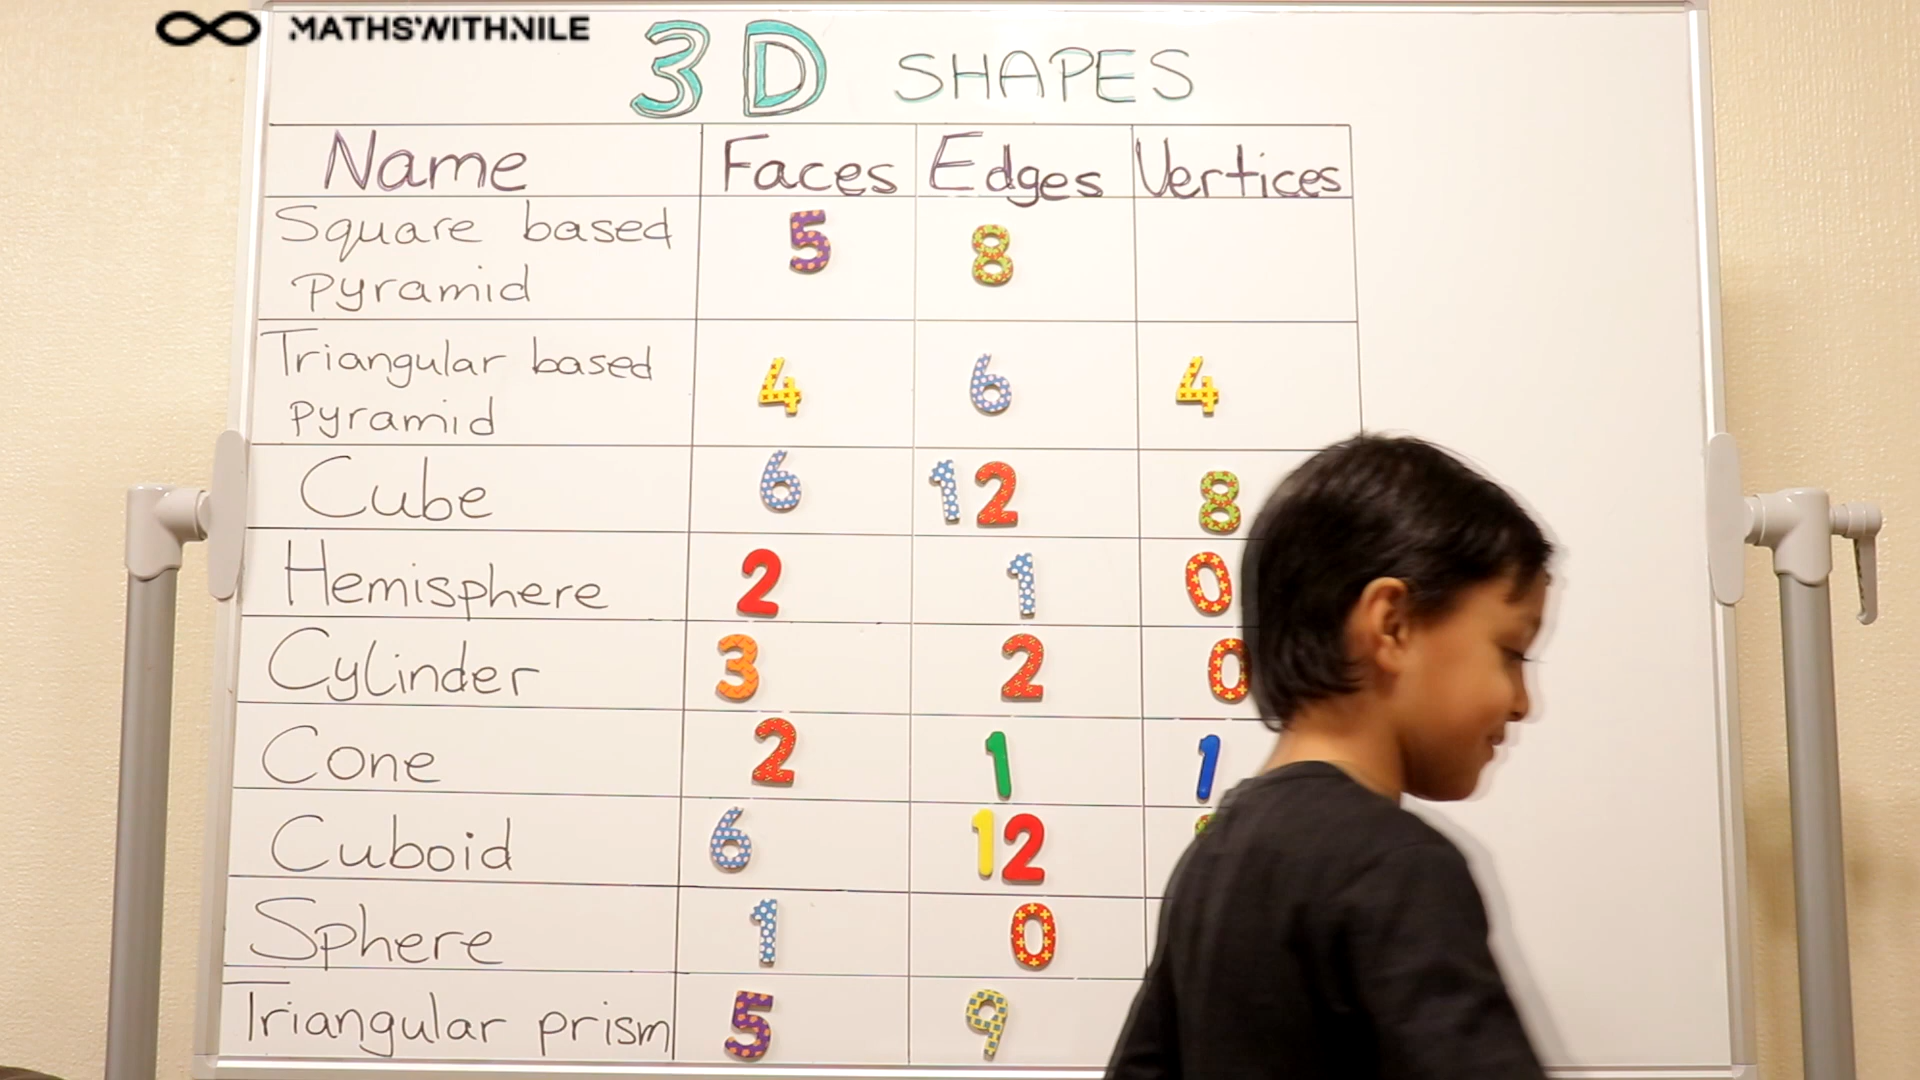 MATHSWITHNILE
3D SHAPES
Name Faces Edges Vertices
Square based
pyramid
5 8
Triangular based
pyramid
4 6 4
Cube 6 12 8
Hemisphere 2 1 0
Cylinder 3 2 0
Cone 2 1 1
Cuboid 6 12
Sphere 1 0
Triangular prism 5 9